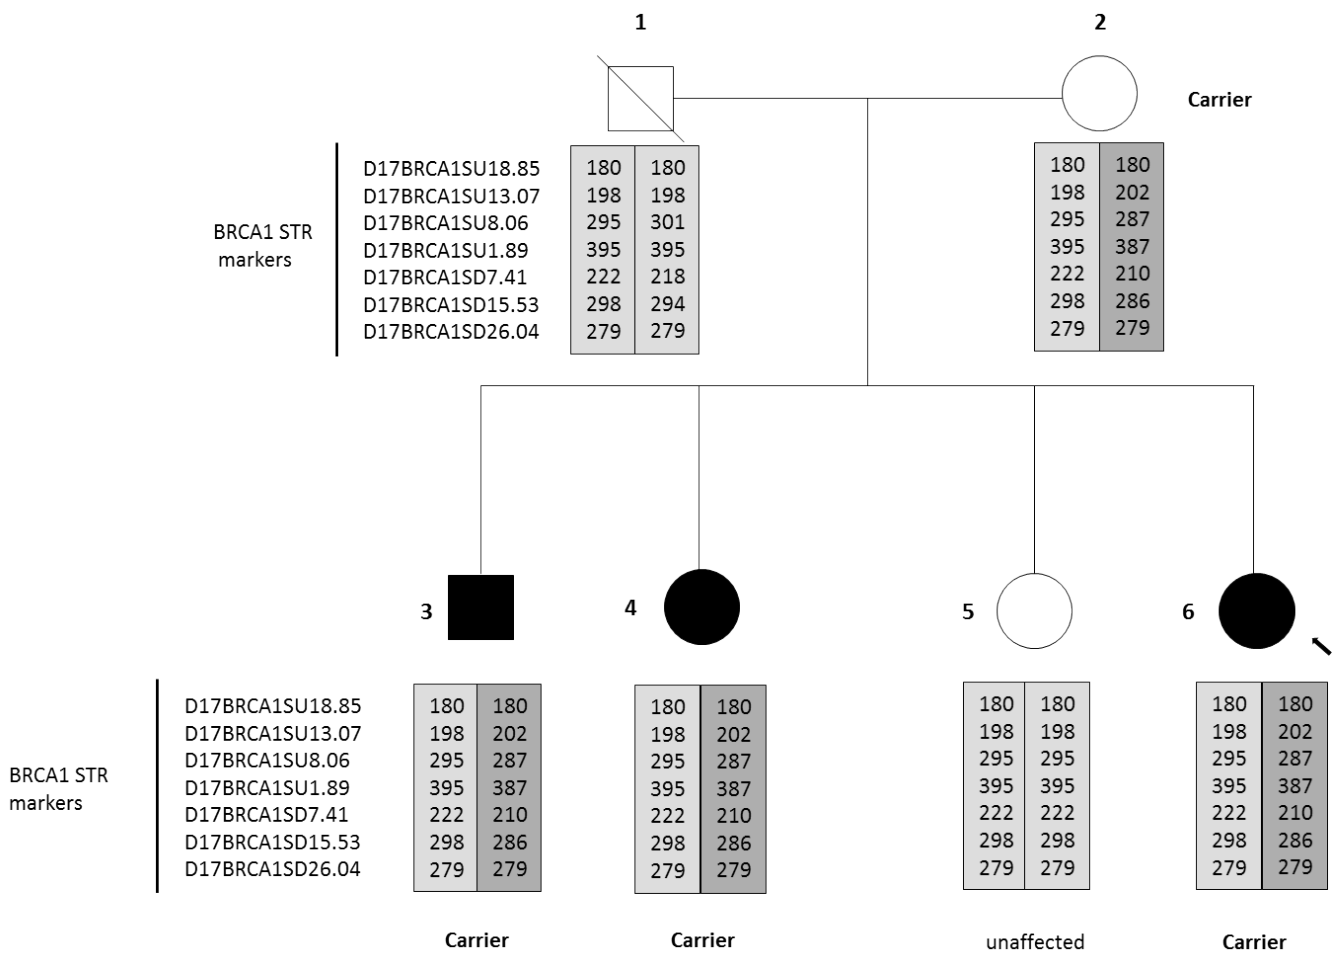 1
2
Carrier
BRCA1 STR
markers
D17BRCA1SU18.85 180 180 180 180
D17BRCA1SU13.07 198 198 198 202
D17BRCA1SU8.06 295 301 295 287
D17BRCA1SU1.89 395 395 395 387
D17BRCA1SD7.41 222 218 222 210
D17BRCA1SD15.53 298 294 298 286
D17BRCA1SD26.04 279 279 279 279
3
4
5
6
BRCA1 STR
markers
D17BRCA1SU18.85 180 180 180 180 180 180 180 180
D17BRCA1SU13.07 198 202 198 202 198 198 198 202
D17BRCA1SU8.06 295 287 295 287 295 295 295 287
D17BRCA1SU1.89 395 387 395 387 395 395 395 387
D17BRCA1SD7.41 222 210 222 210 222 222 222 210
D17BRCA1SD15.53 298 286 298 286 298 298 298 286
D17BRCA1SD26.04 279 279 279 279 279 279 279 279
Carrier
Carrier
unaffected
Carrier